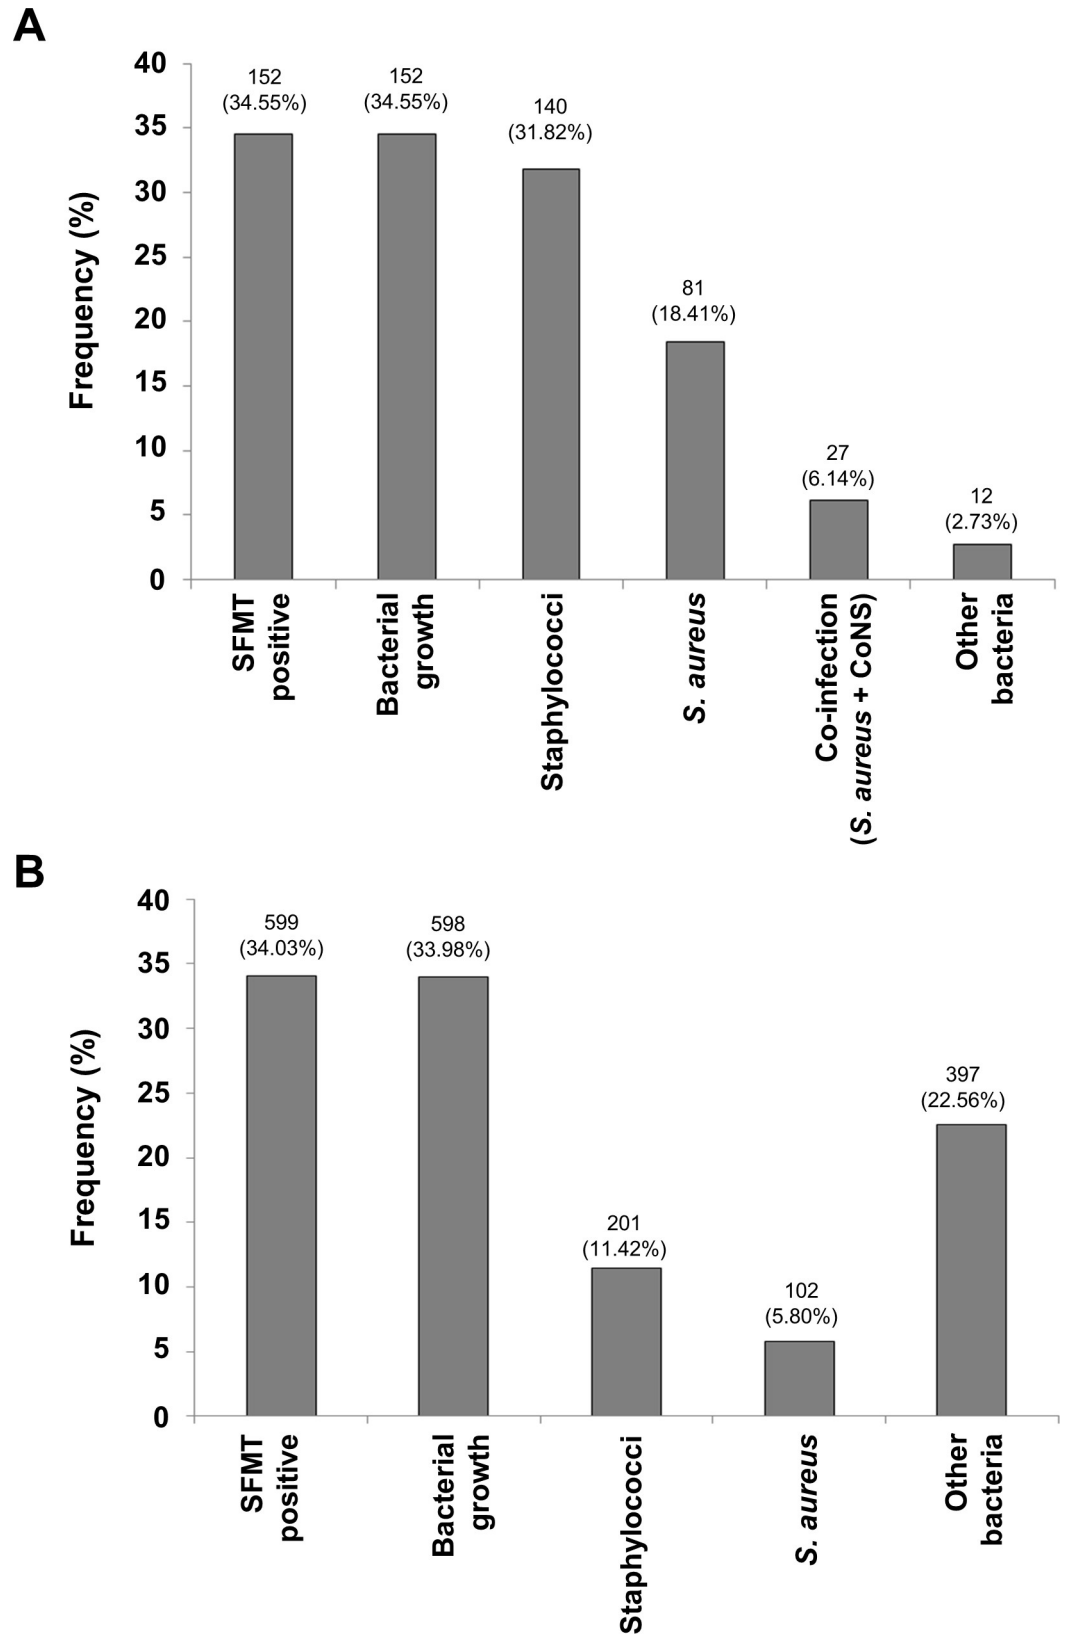 A
Frequency (%)
40
35
30
25
20
15
10
5
0
152
(34.55%)
152
(34.55%)
140
(31.82%)
81
(18.41%)
27
(6.14%)
12
(2.73%)
SFMT
positive
Bacterial
growth
Staphylococci
S. aureus
Co-infection
(S. aureus + CoNS)
Other
bacteria
B
Frequency (%)
40
35
30
25
20
15
10
5
0
599
(34.03%)
598
(33.98%)
201
(11.42%)
102
(5.80%)
397
(22.56%)
SFMT
positive
Bacterial
growth
Staphylococci
S. aureus
Other
bacteria